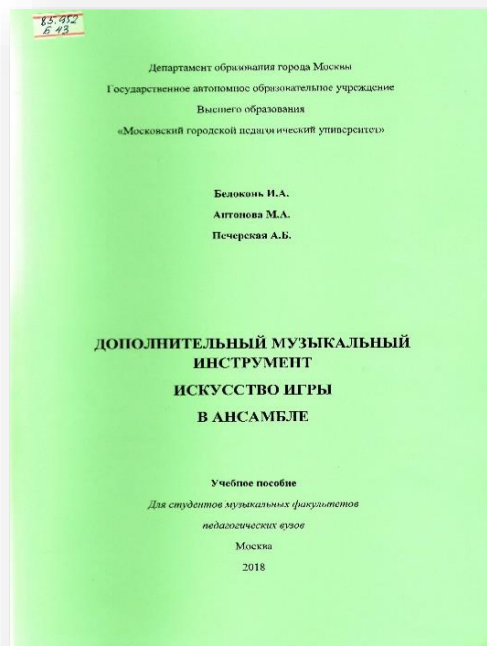 85.952
Б 43
Департамент образования города Москвы
Государственное автономное образовательное учреждение
Высшего образования
«Московский городской педагогический университет»
Белоконь И.А.
Антонова М.А.
Печерская А.Б.
ДОПОЛНИТЕЛЬНЫЙ МУЗЫКАЛЬНЫЙ
ИНСТРУМЕНТ
ИСКУССТВО ИГРЫ
В АНСАМБЛЕ
Учебное пособие
Для студентов музыкальных факультетов
педагогических вузов
Москва
2018